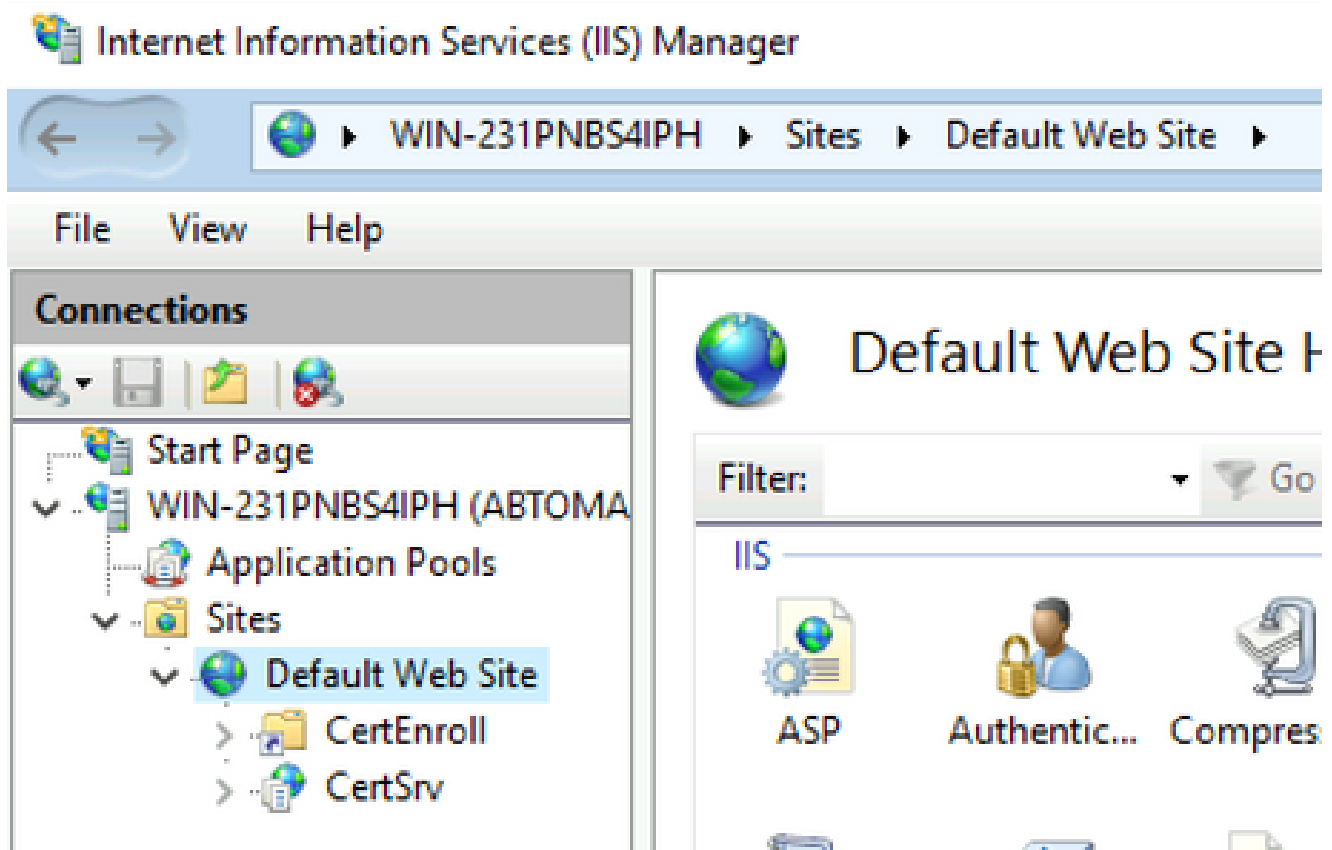 Internet Information Services (IIS) Manager
WIN-231PNBS4IPH Sites Default Web Site
File View Help
Connections
Start Page
WIN-231PNBS4IPH (ABTOMA
Application Pools
Sites
Default Web Site
CertEnroll
CertSrv
Default Web Site H
Filter: Go
IIS
ASP Authentic... Compres